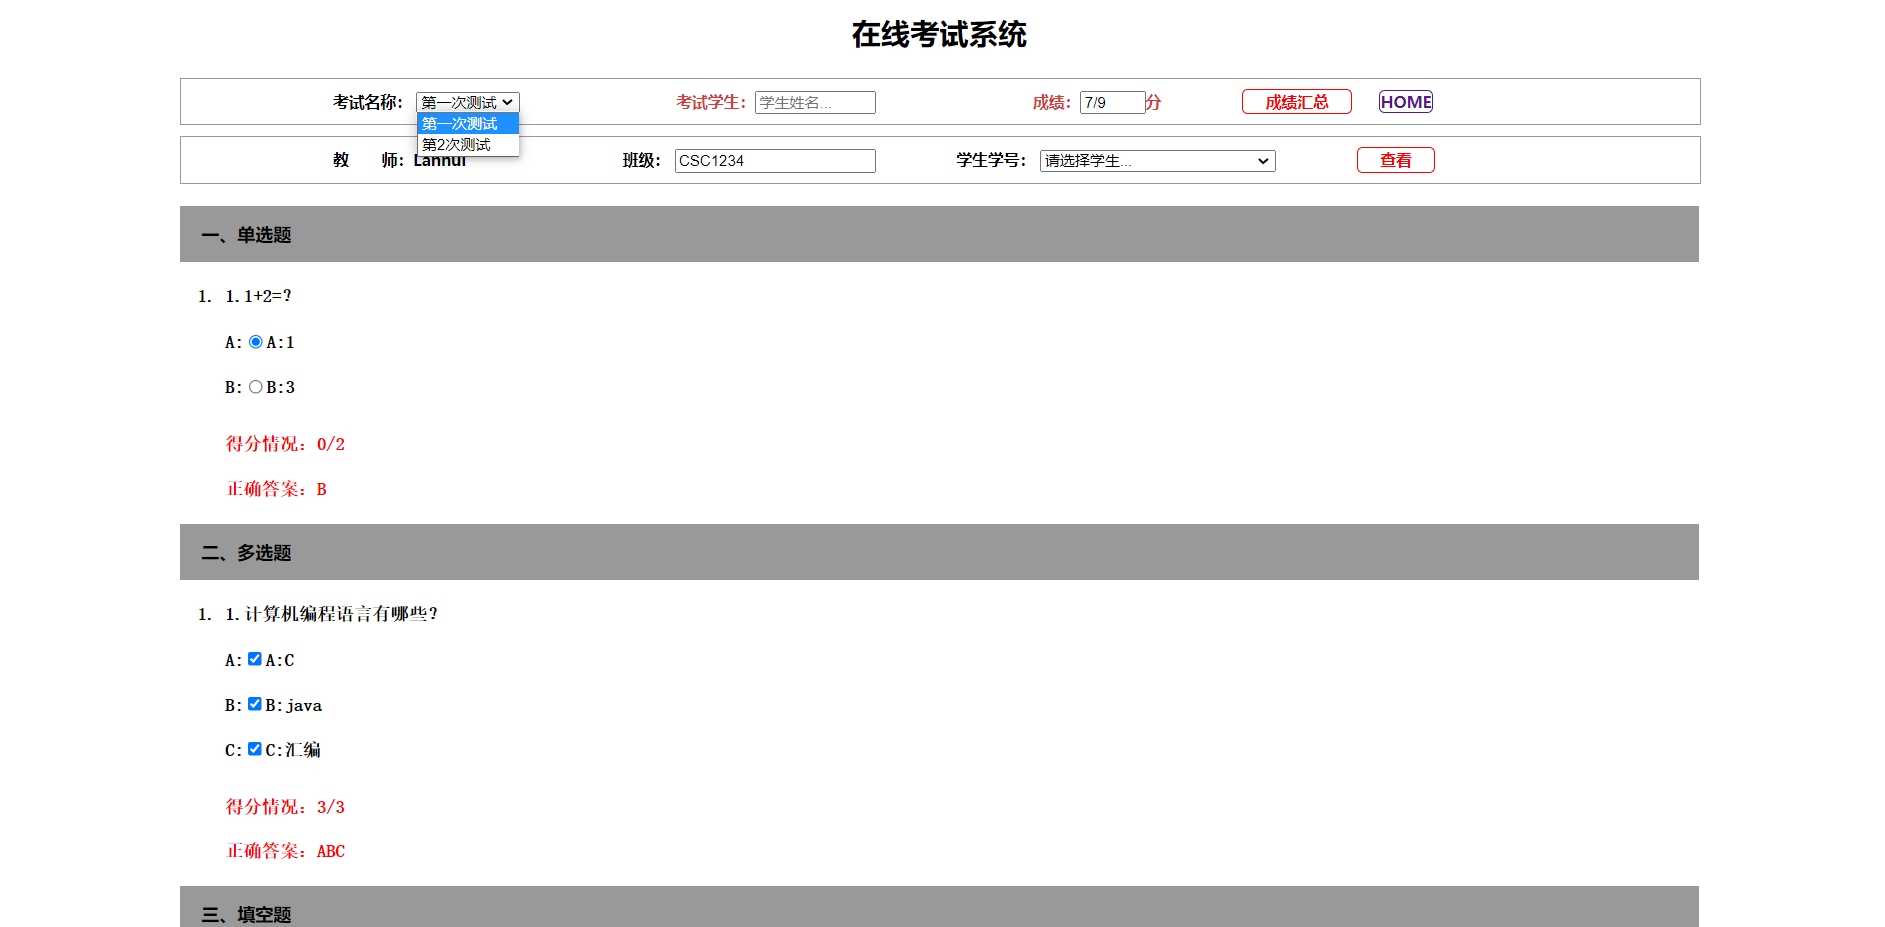 在线考试系统
考试名称： 第一次测试 考试学生： 学生姓名... 成绩： 7/9 分 成绩汇总 HOME
第一次测试
第2次测试
教 师： Lanhui 班级： CSC1234 学生学号： 请选择学生... 查看
一、单选题
1. 1.1+2=?
A: A:1
B: B:3
得分情况：0/2
正确答案：B
二、多选题
1. 1.计算机编程语言有哪些?
A: A:C
B: B:java
C: C:汇编
得分情况：3/3
正确答案：ABC
三、填空题